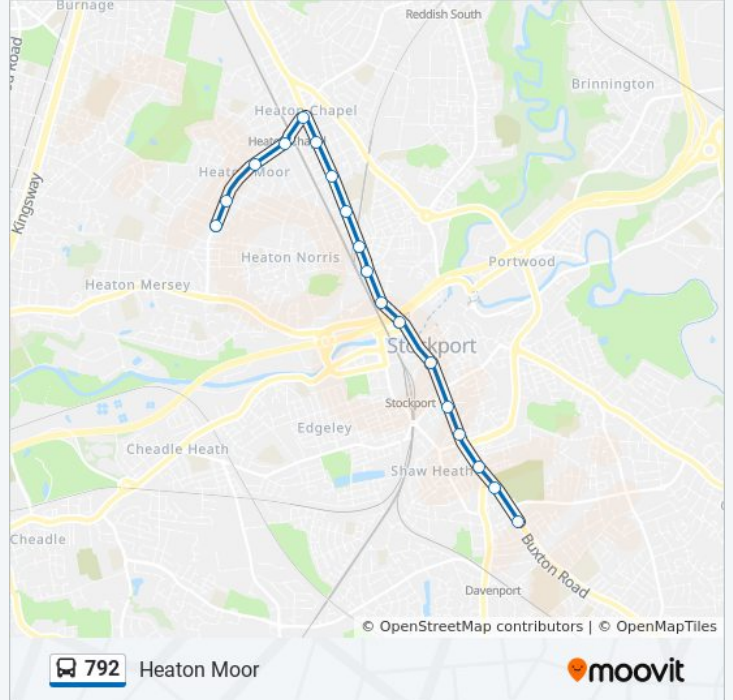 Burnage
Reddish South
Brinnington
Heaton Chapel
Heaton Moor
Kingsway
Heaton Norris
Portwood
Heaton Mersey
Stockport
Stockport
Edgeley
Cheadle Heath
Shaw Heath
Cheadle
Buxton Road
Davenport
© OpenStreetMap contributors | © OpenMapTiles
792 Heaton Moor
moovit